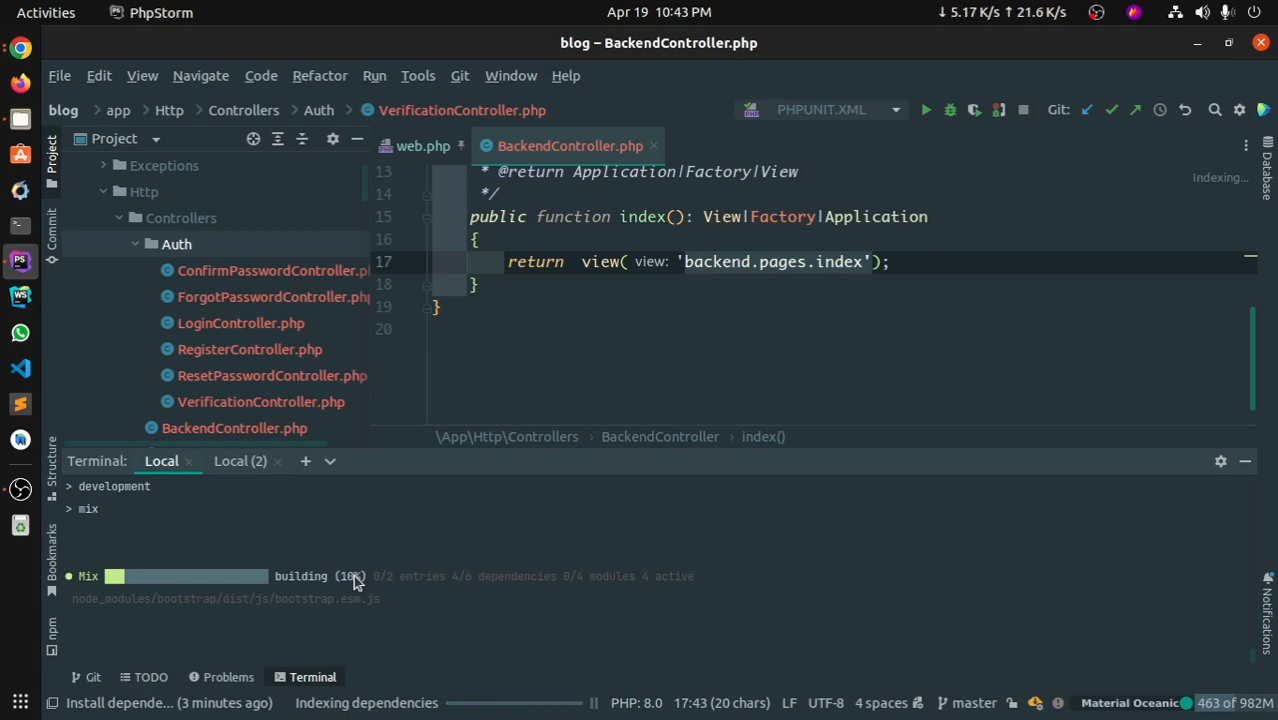 Activities PhpStorm Apr 19 10:43 PM ↓ 5.17 K/s ↑ 21.6 K/s
blog – BackendController.php
File Edit View Navigate Code Refactor Run Tools Git Window Help
blog app Http Controllers Auth VerificationController.php PHPUNIT.XML Git:
Project web.php BackendController.php
Project
Commit
Structure
Bookmarks
npm
Database
Notifications
Exceptions
Http
Controllers
Auth
ConfirmPasswordController.p
ForgotPasswordController.php
LoginController.php
RegisterController.php
ResetPasswordController.php
VerificationController.php
BackendController.php
Indexing...
13 * @return Application|Factory|View
14 */
15 public function index(): View|Factory|Application
16 {
17 return view( view: 'backend.pages.index');
18 }
19 }
20
\App\Http\Controllers BackendController index()
Terminal: Local Local (2)
> development
> mix
Mix building (10%) 0/2 entries 4/6 dependencies 0/4 modules 4 active
node_modules/bootstrap/dist/js/bootstrap.esm.js
Git TODO Problems Terminal
Install depende... (3 minutes ago) Indexing dependencies PHP: 8.0 17:43 (20 chars) LF UTF-8 4 spaces master Material Oceanic 463 of 982M